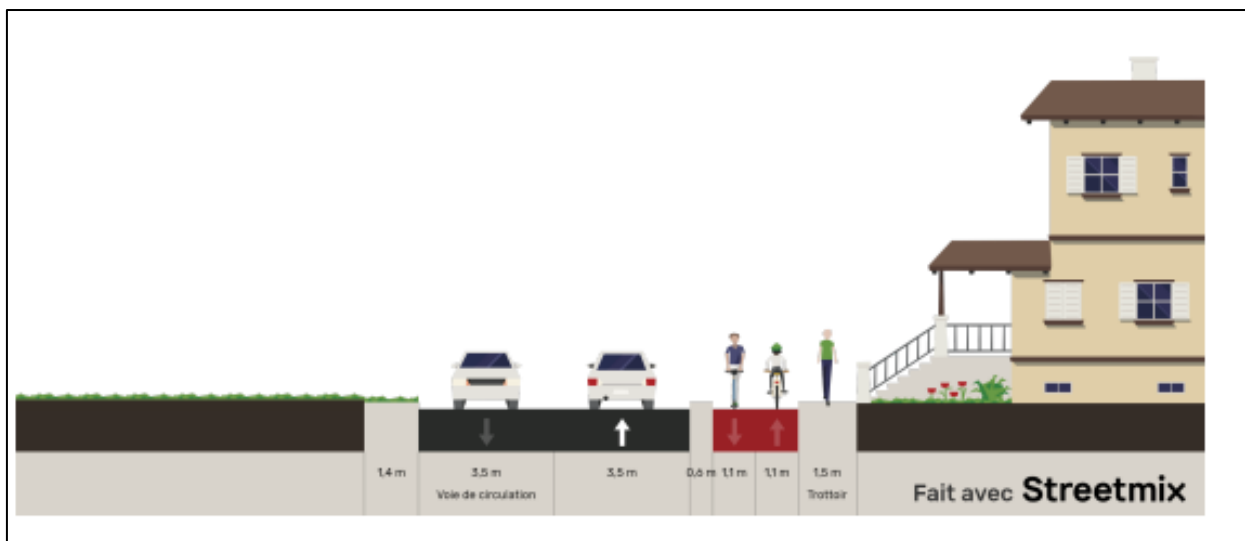 1,4 m
3,5 m
Voie de circulation
3,5 m
0,6 m
1,1 m
1,1 m
1,5 m
Trottoir
Fait avec Streetmix